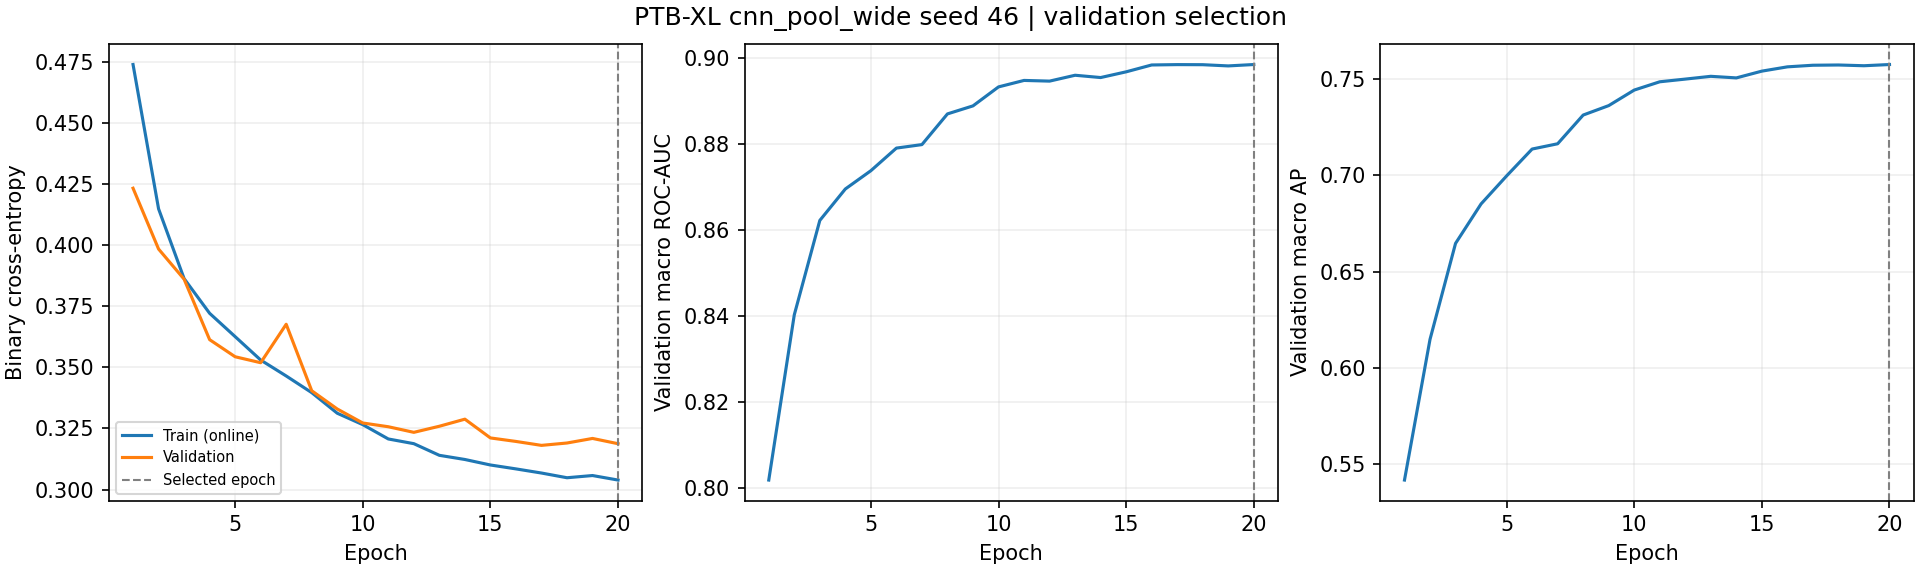 PTB-XL cnn_pool_wide seed 46 | validation selection
Binary cross-entropy
0.475
0.450
0.425
0.400
0.375
0.350
0.325
0.300
Train (online)
Validation
Selected epoch
5 10 15 20
Epoch
Validation macro ROC-AUC
0.90
0.88
0.86
0.84
0.82
0.80
5 10 15 20
Epoch
Validation macro AP
0.75
0.70
0.65
0.60
0.55
5 10 15 20
Epoch